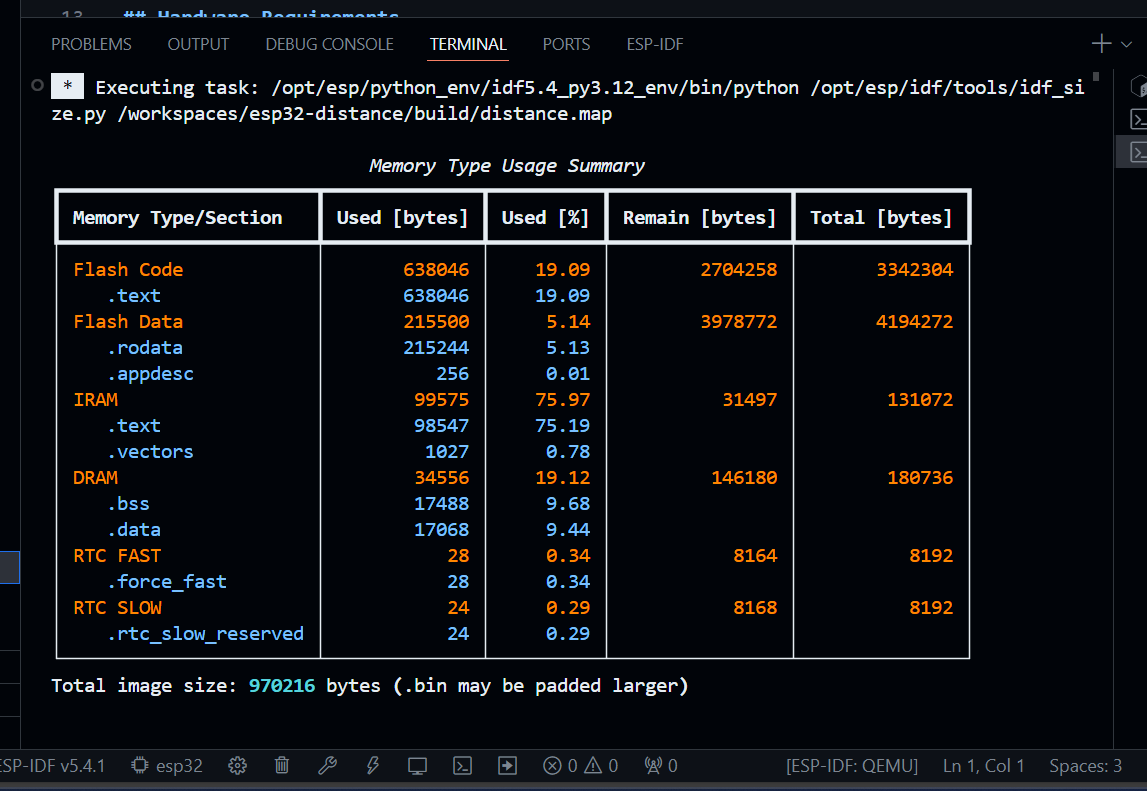 13 ## Hardware Requirements
PROBLEMS OUTPUT DEBUG CONSOLE TERMINAL PORTS ESP-IDF
* Executing task: /opt/esp/python_env/idf5.4_py3.12_env/bin/python /opt/esp/idf/tools/idf_si
ze.py /workspaces/esp32-distance/build/distance.map
Memory Type Usage Summary
Memory Type/Section Used [bytes] Used [%] Remain [bytes] Total [bytes]
Flash Code 638046 19.09 2704258 3342304
.text 638046 19.09
Flash Data 215500 5.14 3978772 4194272
.rodata 215244 5.13
.appdesc 256 0.01
IRAM 99575 75.97 31497 131072
.text 98547 75.19
.vectors 1027 0.78
DRAM 34556 19.12 146180 180736
.bss 17488 9.68
.data 17068 9.44
RTC FAST 28 0.34 8164 8192
.force_fast 28 0.34
RTC SLOW 24 0.29 8168 8192
.rtc_slow_reserved 24 0.29
Total image size: 970216 bytes (.bin may be padded larger)
ESP-IDF v5.4.1 esp32 0 0 0 [ESP-IDF: QEMU] Ln 1, Col 1 Spaces: 3